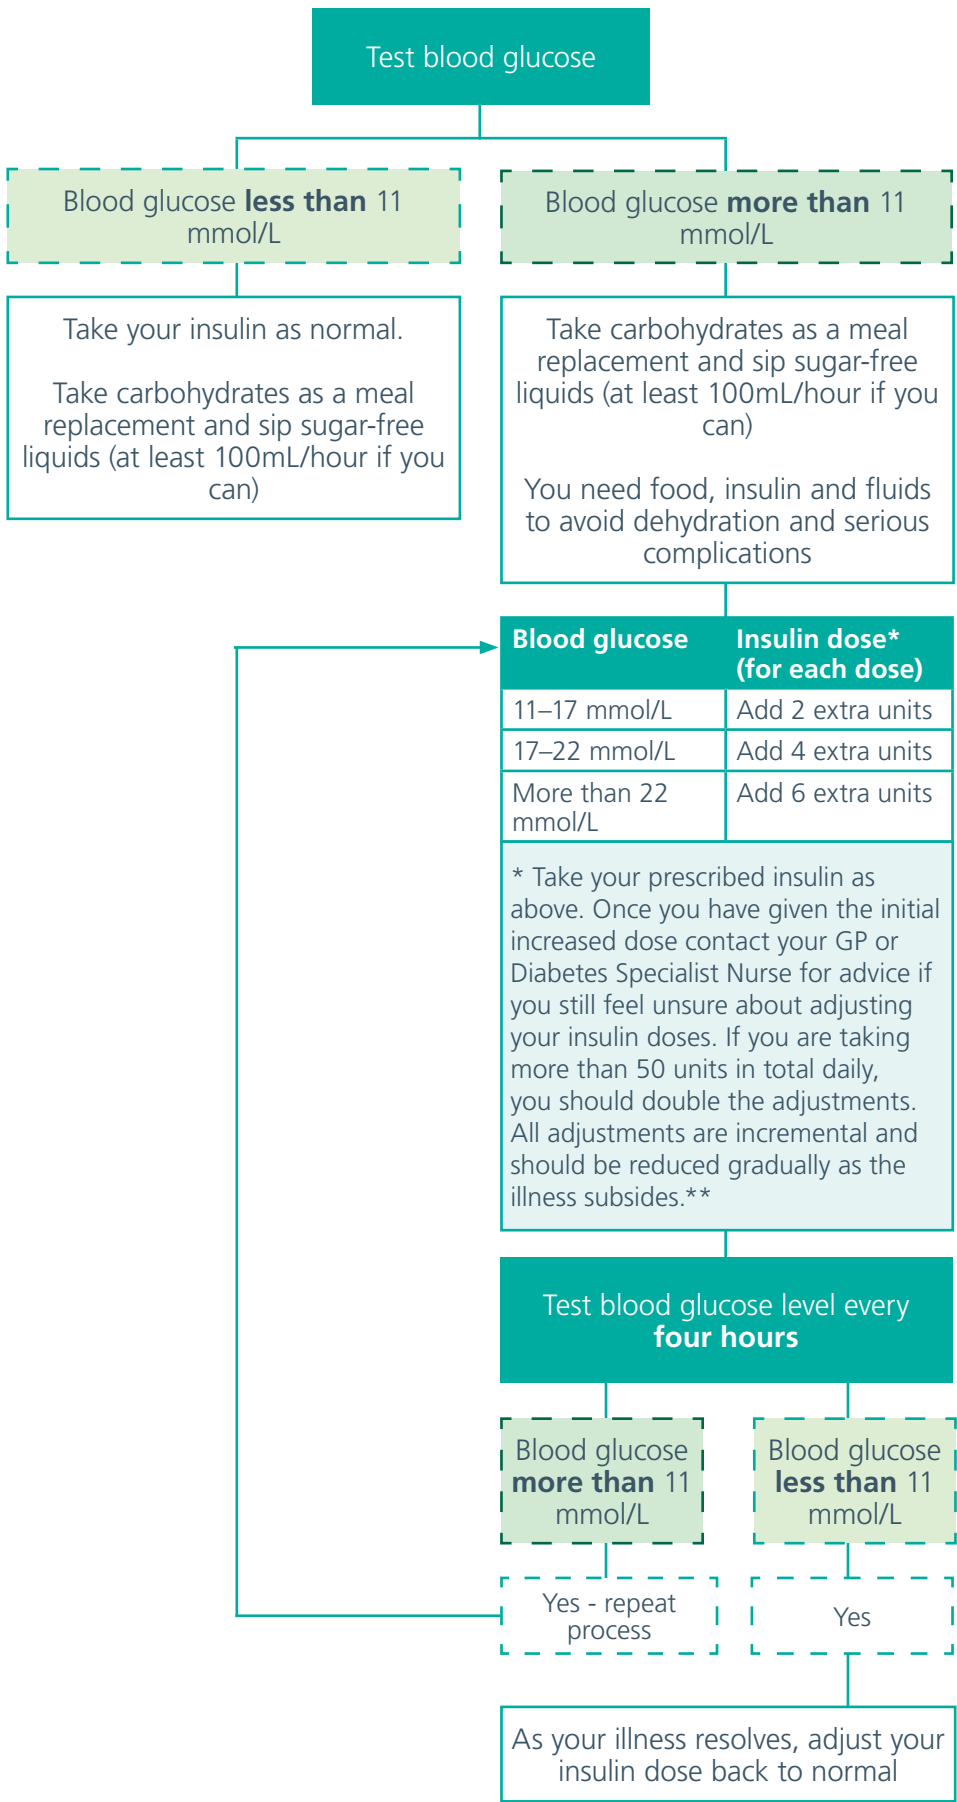 Test blood glucose
Blood glucose less than 11
mmol/L
Blood glucose more than 11
mmol/L
Take your insulin as normal.
Take carbohydrates as a meal
replacement and sip sugar-free
liquids (at least 100mL/hour if you
can)
Take carbohydrates as a meal
replacement and sip sugar-free
liquids (at least 100mL/hour if you
can)
You need food, insulin and fluids
to avoid dehydration and serious
complications
Blood glucose
Insulin dose*
(for each dose)
11–17 mmol/L
Add 2 extra units
17–22 mmol/L
Add 4 extra units
More than 22
mmol/L
Add 6 extra units
* Take your prescribed insulin as
above. Once you have given the initial
increased dose contact your GP or
Diabetes Specialist Nurse for advice if
you still feel unsure about adjusting
your insulin doses. If you are taking
more than 50 units in total daily,
you should double the adjustments.
All adjustments are incremental and
should be reduced gradually as the
illness subsides.**
Test blood glucose level every
four hours
Blood glucose
more than 11
mmol/L
Blood glucose
less than 11
mmol/L
Yes - repeat
process
Yes
As your illness resolves, adjust your
insulin dose back to normal